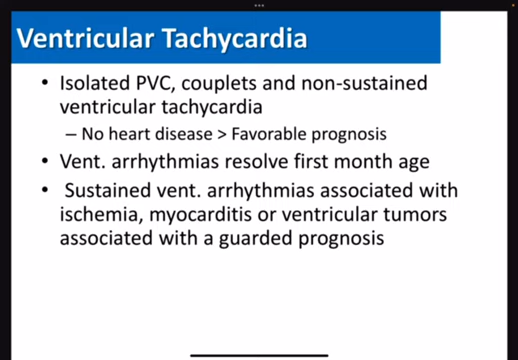 Ventricular Tachycardia
• Isolated PVC, couplets and non-sustained
ventricular tachycardia
– No heart disease > Favorable prognosis
• Vent. arrhythmias resolve first month age
• Sustained vent. arrhythmias associated with
ischemia, myocarditis or ventricular tumors
associated with a guarded prognosis